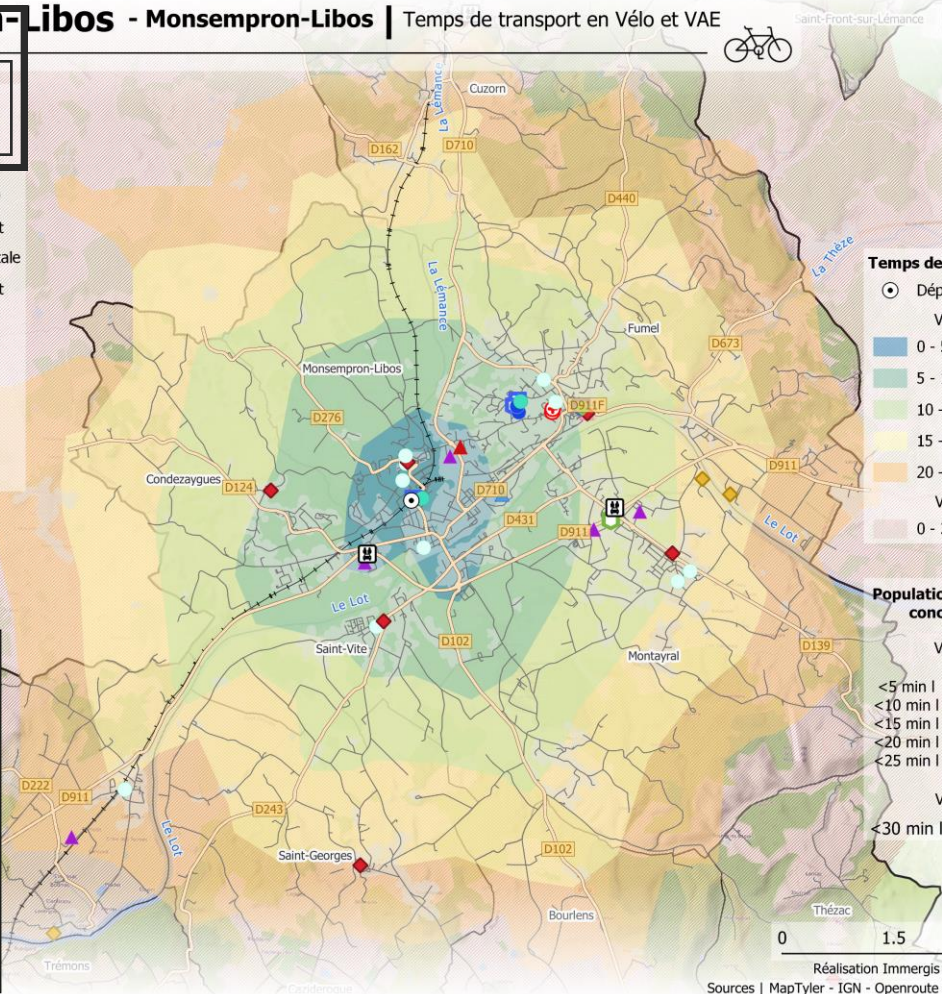 -Libos - Monsempron-Libos | Temps de transport en Vélo et VAE
Saint-Front-sur-Lémance
Cuzorn
La Lémance
D162
D710
D440
La Thèze
t
tale
t
Temps de
Dép
V
0 - 5
5 -
10 -
15 -
20 -
V
0 -
La Lémance
Fumel
D673
Monsempron-Libos
D276
D911F
D911
Condezaygues
D124
D710
D431
D911
Le Lot
Le Lot
Saint-Vite
D102
Montayral
D139
Population
conc
V
<5 min l
<10 min l
<15 min l
<20 min l
<25 min l
V
<30 min l
D222
D911
Le Lot
D243
Saint-Georges
D102
Bourlens
Thézac
Trémons
Cazideroque
0 1.5
Réalisation Immergis
Sources | MapTyler - IGN - Openroute